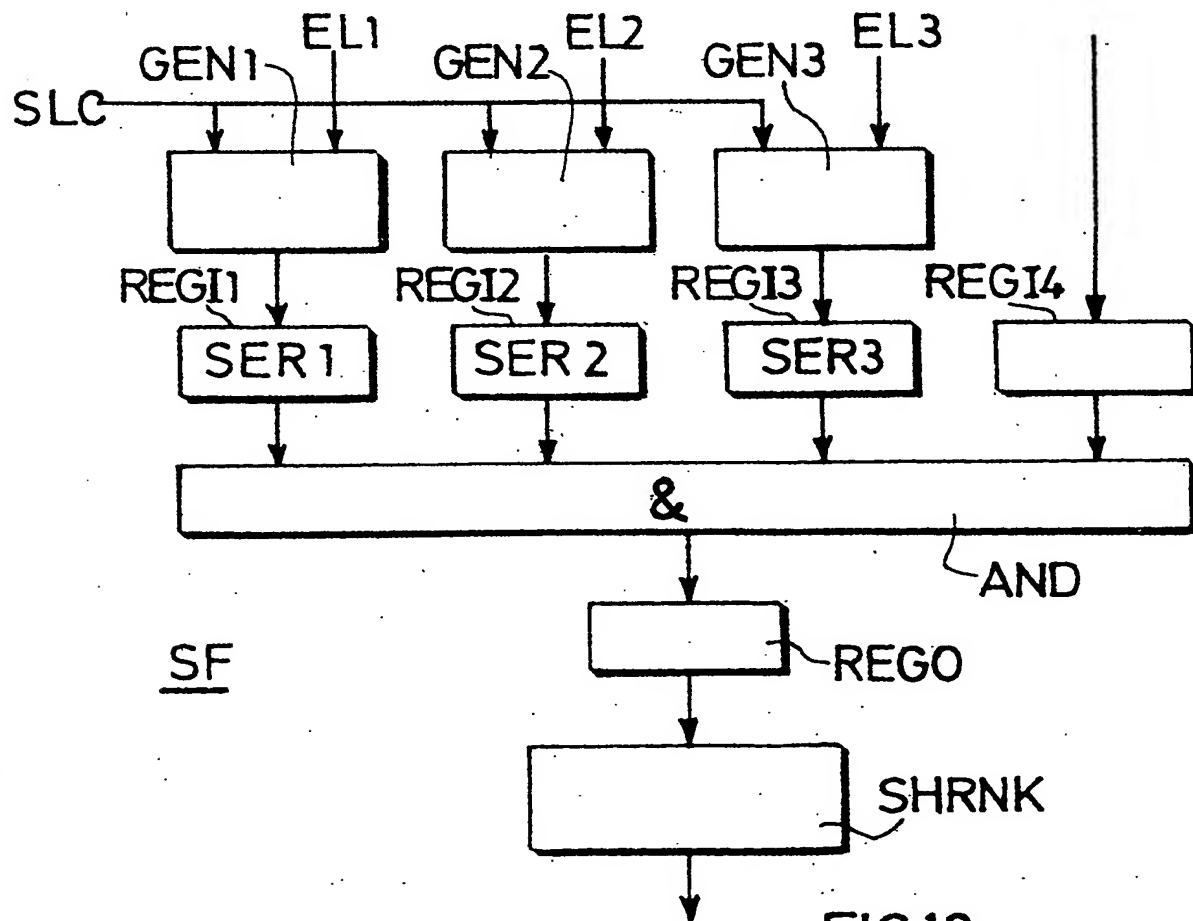 EL1 EL2 EL3
GEN1 GEN2 GEN3
SLC
REGI1 REGI2 REGI3 REGI4
SER1 SER2 SER3
&
AND
REGO
SF
SHRNK